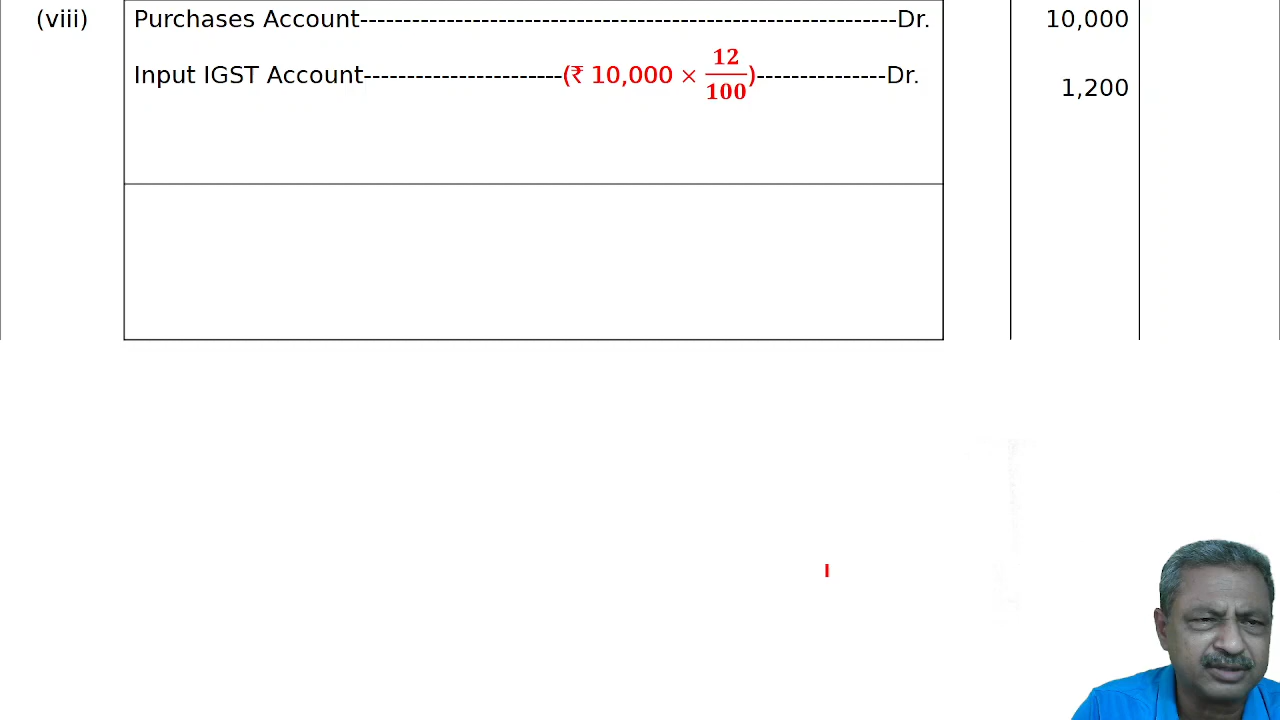 (viii) Purchases Account--------------------------------------------------------------Dr. 10,000
Input IGST Account-----------------------(₹ 10,000 × 12/100)---------------Dr. 1,200